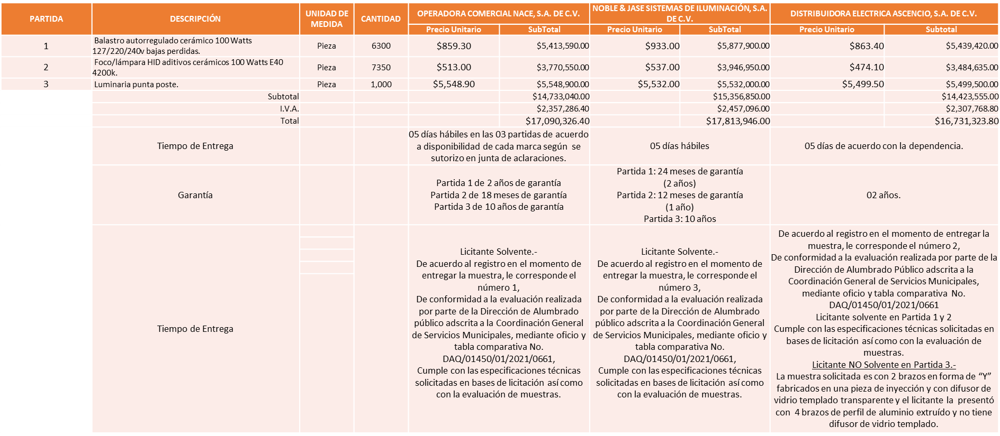 PARTIDA
DESCRIPCIÓN
UNIDAD DE
MEDIDA
CANTIDAD
OPERADORA COMERCIAL NACE, S.A. DE C.V.
NOBLE & JASE SISTEMAS DE ILUMINACIÓN, S.A.
DE C.V.
DISTRIBUIDORA ELECTRICA ASCENCIO, S.A. DE C.V.
Precio Unitario SubTotal Precio Unitario SubTotal Precio Unitario Subtotal
1
Balastro autorregulado cerámico 100 Watts
127/220/240v bajas perdidas.
Pieza 6300 $859.30 $5,413,590.00 $933.00 $5,877,900.00 $863.40 $5,439,420.00
2
Foco/lámpara HID aditivos cerámicos 100 Watts E40
4200k.
Pieza 7350 $513.00 $3,770,550.00 $537.00 $3,946,950.00 $474.10 $3,484,635.00
3 Luminaria punta poste. Pieza 1,000 $5,548.90 $5,548,900.00 $5,532.00 $5,532,000.00 $5,499.50 $5,499,500.00
Subtotal $14,733,040.00 $15,356,850.00 $14,423,555.00
I.V.A. $2,357,286.40 $2,457,096.00 $2,307,768.80
Total $17,090,326.40 $17,813,946.00 $16,731,323.80
Tiempo de Entrega
05 días hábiles en las 03 partidas de acuerdo
a disponibilidad de cada marca según se
sutorizo en junta de aclaraciones.
05 días hábiles
05 días de acuerdo con la dependencia.
Garantía
Partida 1 de 2 años de garantía
Partida 2 de 18 meses de garantía
Partida 3 de 10 años de garantía
Partida 1: 24 meses de garantía
(2 años)
Partida 2: 12 meses de garantía
(1 año)
Partida 3: 10 años
02 años.
Tiempo de Entrega
Licitante Solvente.-
De acuerdo al registro en el momento de
entregar la muestra, le corresponde el
número 1,
De conformidad a la evaluación realizada
por parte de la Dirección de Alumbrado
público adscrita a la Coordinación General
de Servicios Municipales, mediante oficio y
tabla comparativa No.
DAQ/01450/01/2021/0661,
Cumple con las especificaciones técnicas
solicitadas en bases de licitación así como
con la evaluación de muestras.
Licitante Solvente.-
De acuerdo al registro en el momento de
entregar la muestra, le corresponde el
número 3,
De conformidad a la evaluación realizada
por parte de la Dirección de Alumbrado
público adscrita a la Coordinación General
de Servicios Municipales, mediante oficio y
tabla comparativa No.
DAQ/01450/01/2021/0661,
Cumple con las especificaciones técnicas
solicitadas en bases de licitación así como
con la evaluación de muestras.
De acuerdo al registro en el momento de entregar la
muestra, le corresponde el número 2,
De conformidad a la evaluación realizada por parte de la
Dirección de Alumbrado Público adscrita a la
Coordinación General de Servicios Municipales,
mediante oficio y tabla comparativa No.
DAQ/01450/01/2021/0661
Licitante solvente en Partida 1 y 2
Cumple con las especificaciones técnicas solicitadas en
bases de licitación así como con la evaluación de
muestras.
Licitante NO Solvente en Partida 3.-
La muestra solicitada es con 2 brazos en forma de “Y”
fabricados en una pieza de inyección y con difusor de
vidrio templado transparente y el licitante la presentó
con 4 brazos de perfil de aluminio extruído y no tiene
difusor de vidrio templado.